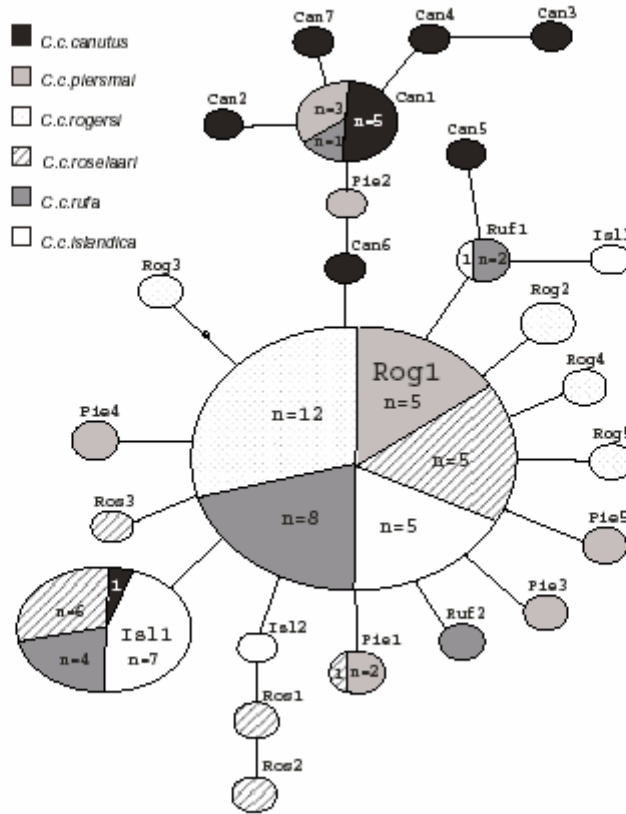 C.c.canutus
C.c.piersmai
C.c.rogersi
C.c.roselaari
C.c.rufa
C.c.islandica
Can7
Can4
Can3
Can2
Can1
n=3
n=5
n=1
Can5
Pie2
Ruf1
1
n=2
Isl1
Can6
Rog3
Rog2
Rog1
n=5
Rog4
n=12
Pie4
n=5
Rog5
Ros3
n=8
n=5
Pie5
1
n=6
Isl1
n=4
n=7
Isl2
Pie1
1
n=2
Ruf2
Pie3
Ros1
Ros2